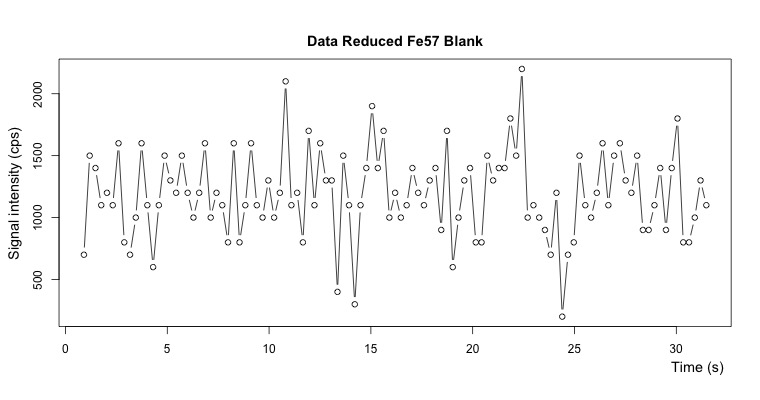 Data Reduced Fe57 Blank
Signal intensity (cps)
2000
1500
1000
500
0 5 10 15 20 25 30
Time (s)